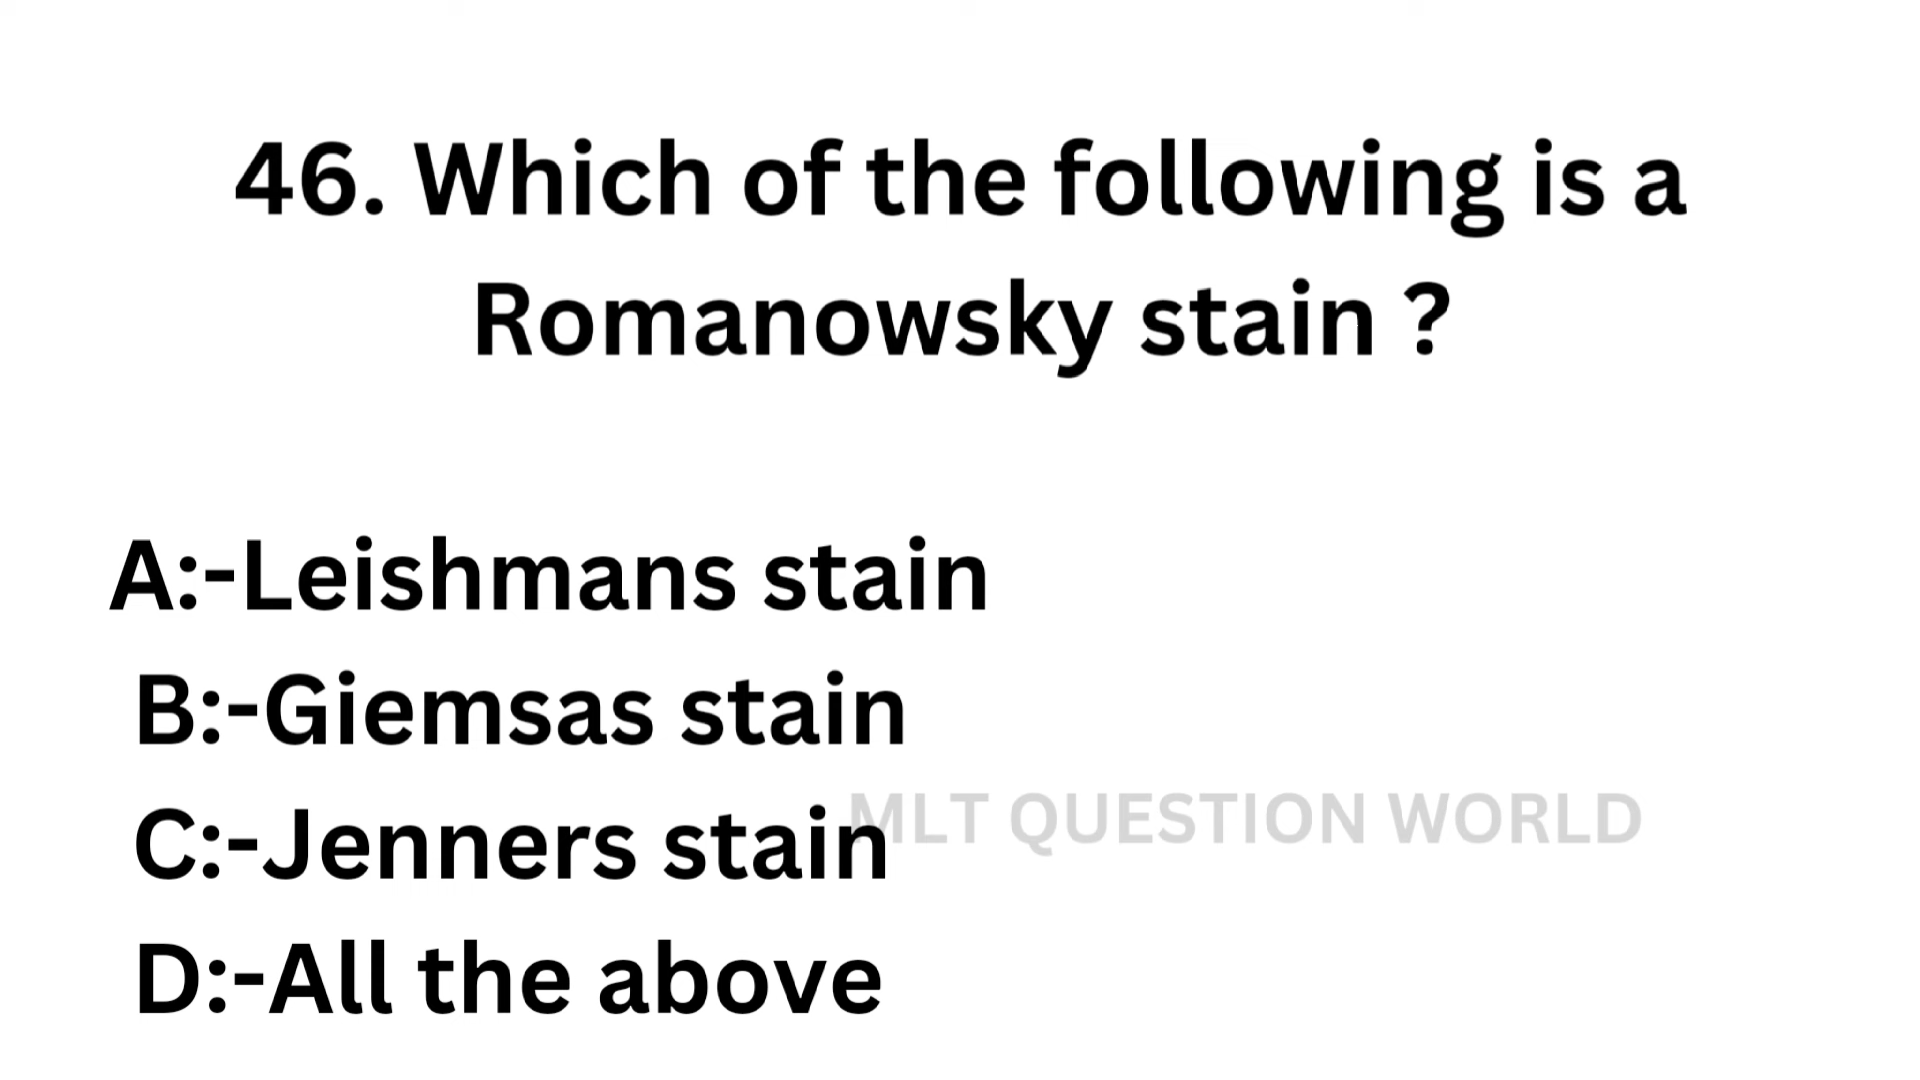 46. Which of the following is a
Romanowsky stain ?
A:-Leishmans stain
B:-Giemsas stain
C:-Jenners stain
MLT QUESTION WORLD
D:-All the above